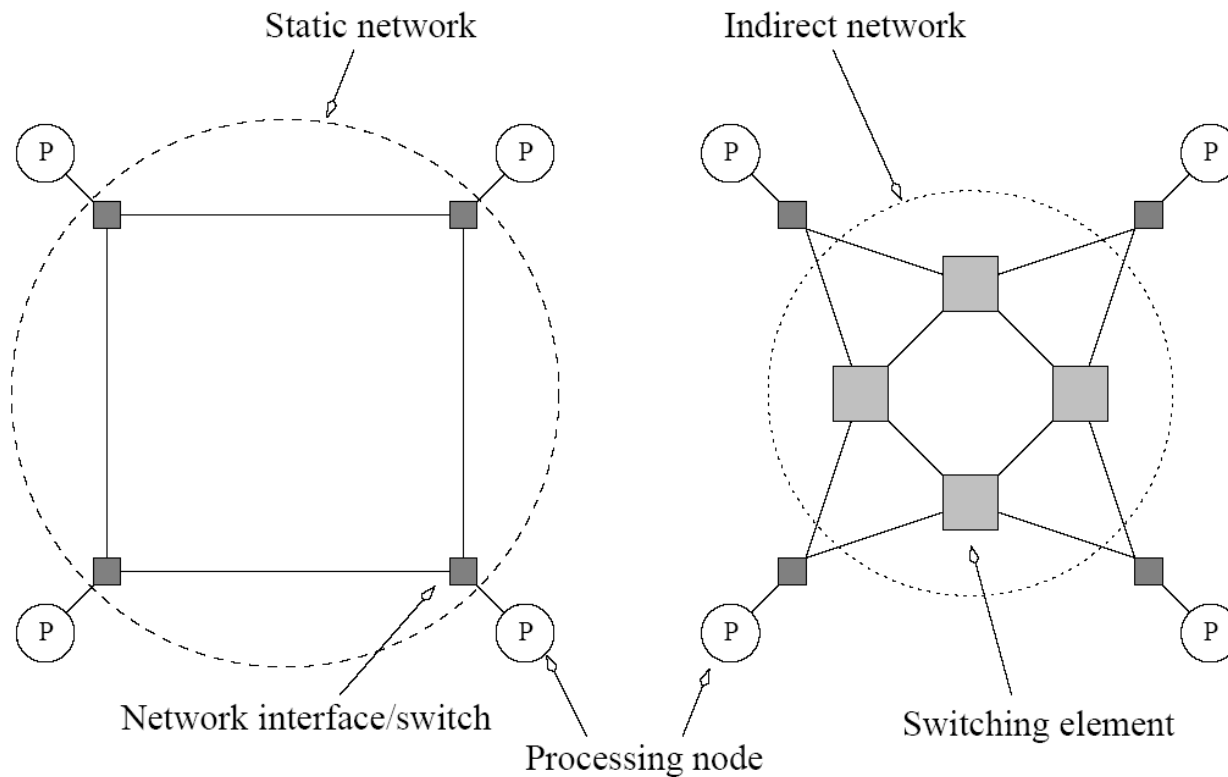 Static network
Indirect network
P
P
P
P
P
P
P
P
Network interface/switch
Switching element
Processing node